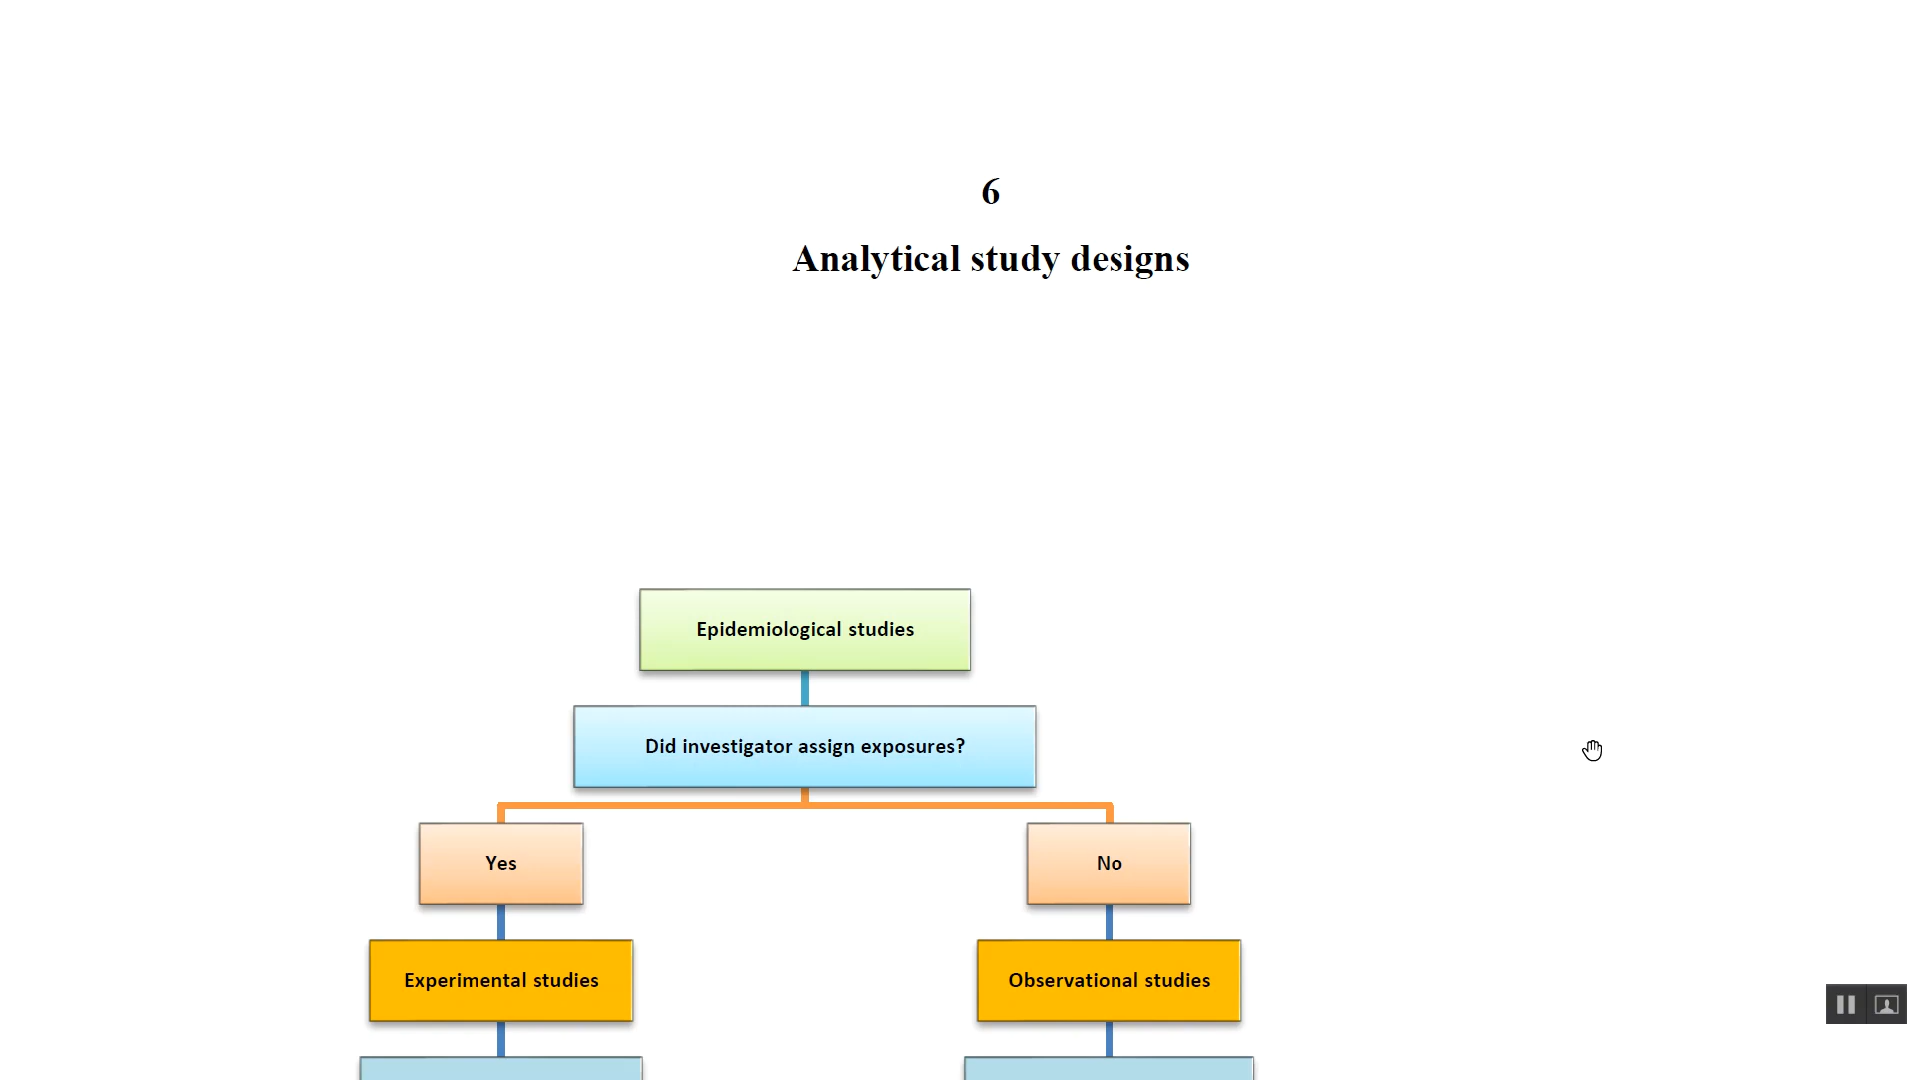 6
Analytical study designs
Epidemiological studies
Did investigator assign exposures?
Yes
No
Experimental studies
Observational studies